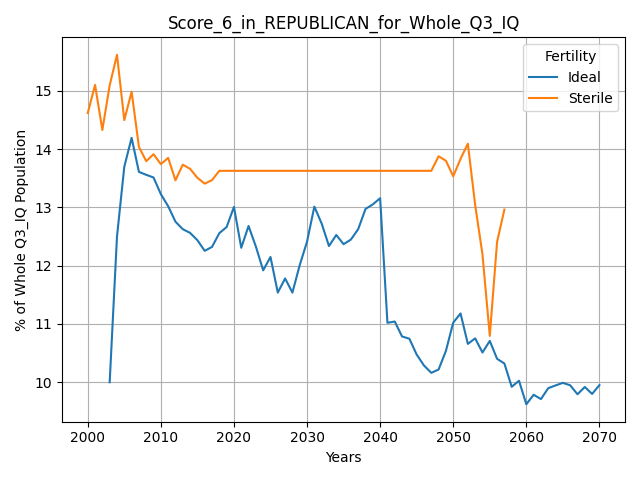 Score_6_in_REPUBLICAN_for_Whole_Q3_IQ
% of Whole Q3_IQ Population
15
14
13
12
11
10
Fertility
Ideal
Sterile
2000 2010 2020 2030 2040 2050 2060 2070
Years